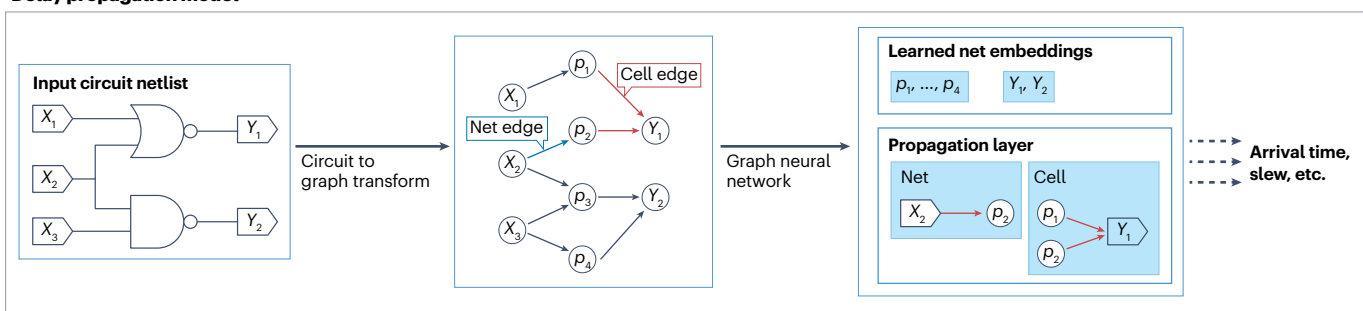 Delay propagation model
Input circuit netlist
X1
X2
X3
Y1
Y2
Circuit to
graph transform
p1
Cell edge
X1
Net edge
p2
Y1
X2
p3
Y2
X3
p4
Graph neural
network
Learned net embeddings
p1, ..., p4
Y1, Y2
Propagation layer
Net
Cell
X2
p2
p1
p2
Y1
Arrival time,
slew, etc.